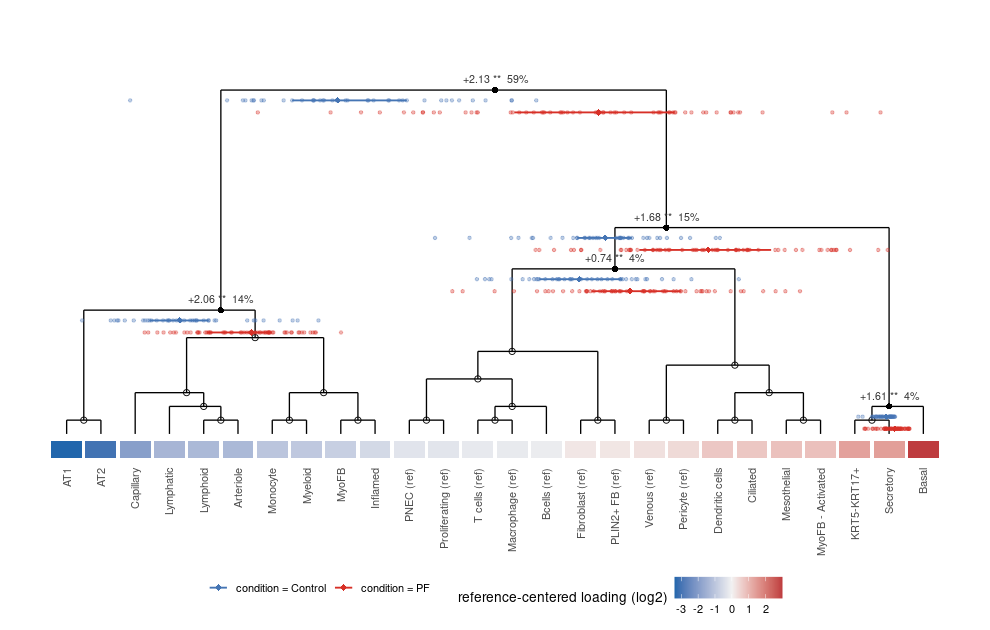 +2.13 ** 59%
+1.68 ** 15%
+0.74 ** 4%
+2.06 ** 14%
+1.61 ** 4%
AT1
AT2
Capillary
Lymphatic
Lymphoid
Arteriole
Monocyte
Myeloid
MyoFB
Inflamed
PNEC (ref)
Proliferating (ref)
T cells (ref)
Macrophage (ref)
Bcells (ref)
Fibroblast (ref)
PLIN2+ FB (ref)
Venous (ref)
Pericyte (ref)
Dendritic cells
Ciliated
Mesothelial
MyoFB - Activated
KRT5-KRT17+
Secretory
Basal
condition = Control condition = PF
reference-centered loading (log2)
-3 -2 -1 0 1 2